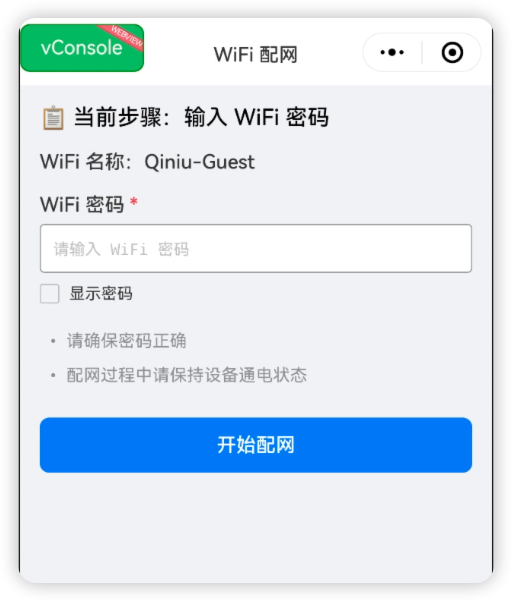 vConsole
WEBVIEW
WiFi 配网
当前步骤：输入 WiFi 密码
WiFi 名称：Qiniu-Guest
WiFi 密码 *
请输入 WiFi 密码
显示密码
• 请确保密码正确
• 配网过程中请保持设备通电状态
开始配网